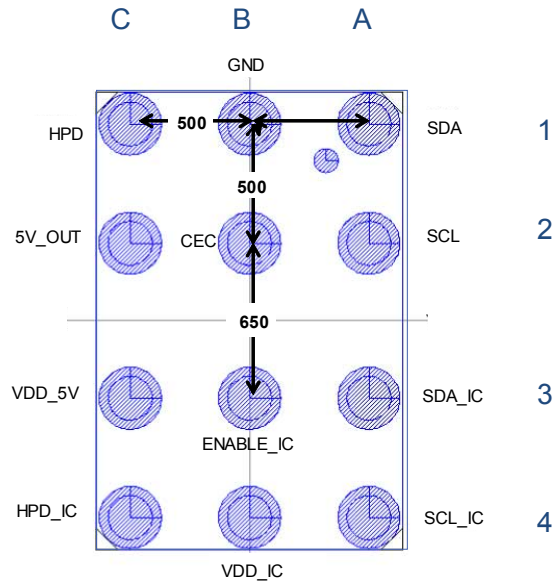 C B A
GND
HPD 500 SDA 1
500
5V_OUT CEC SCL 2
650
VDD_5V SDA_IC 3
ENABLE_IC
HPD_IC SCL_IC 4
VDD_IC